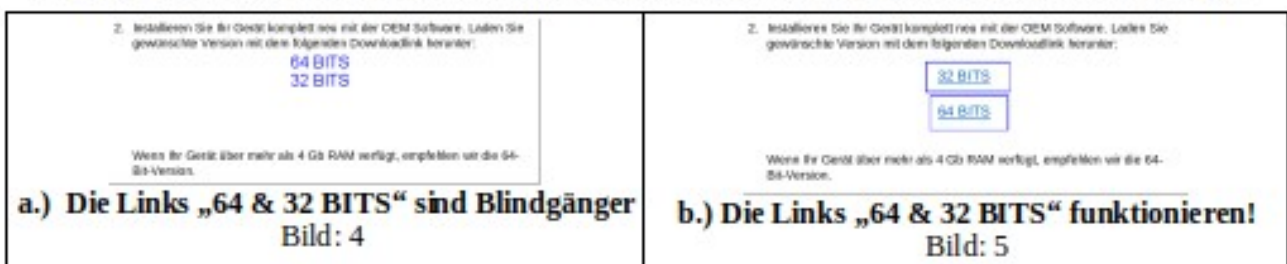 2. Installieren Sie Ihr Gerät komplett neu mit der OEM Software. Laden Sie
gewünschte Version mit dem folgenden Downloadlink herunter:
64 BITS
32 BITS
Wenn Ihr Gerät über mehr als 4 Gb RAM verfügt, empfehlen wir die 64-
Bit-Version.
a.) Die Links „64 & 32 BITS“ sind Blindgänger
Bild: 4
2. Installieren Sie Ihr Gerät komplett neu mit der OEM Software. Laden Sie
gewünschte Version mit dem folgenden Downloadlink herunter:
32 BITS
64 BITS
Wenn Ihr Gerät über mehr als 4 Gb RAM verfügt, empfehlen wir die 64-
Bit-Version.
b.) Die Links „64 & 32 BITS“ funktionieren!
Bild: 5